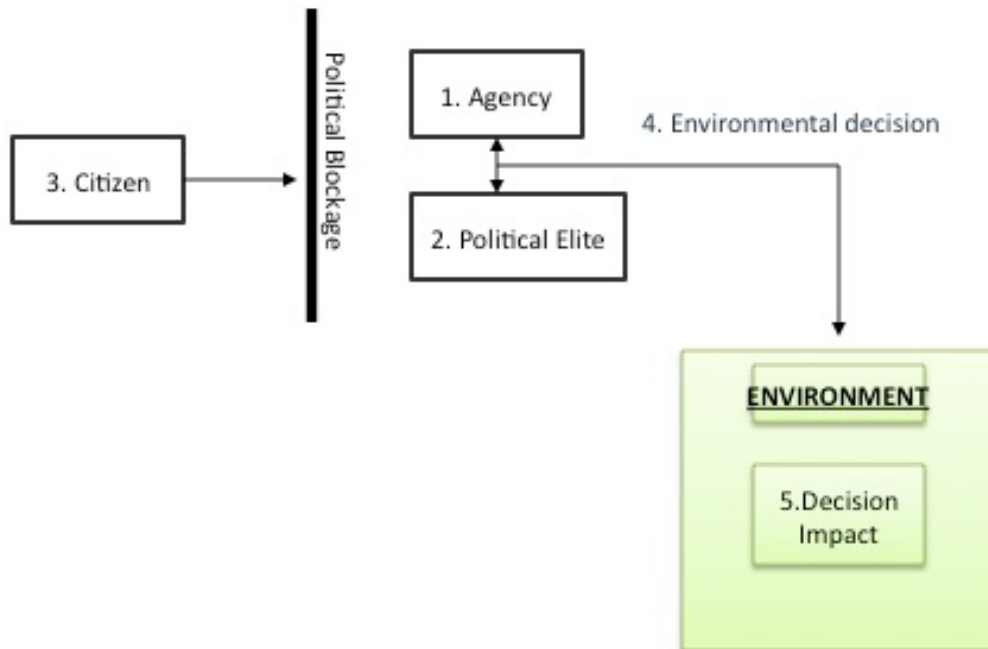 Political Blockage
1. Agency
4. Environmental decision
3. Citizen
2. Political Elite
ENVIRONMENT
5.Decision
Impact